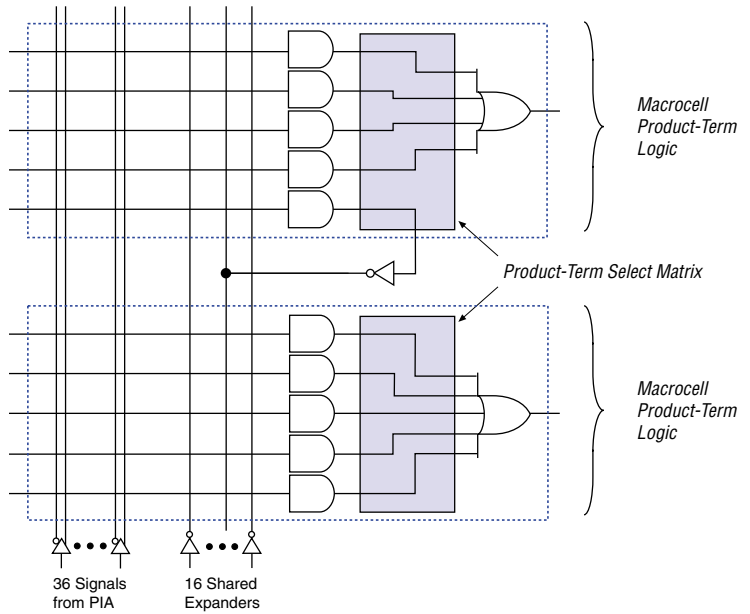 Macrocell
Product-Term
Logic
Product-Term Select Matrix
Macrocell
Product-Term
Logic
36 Signals
from PIA
16 Shared
Expanders